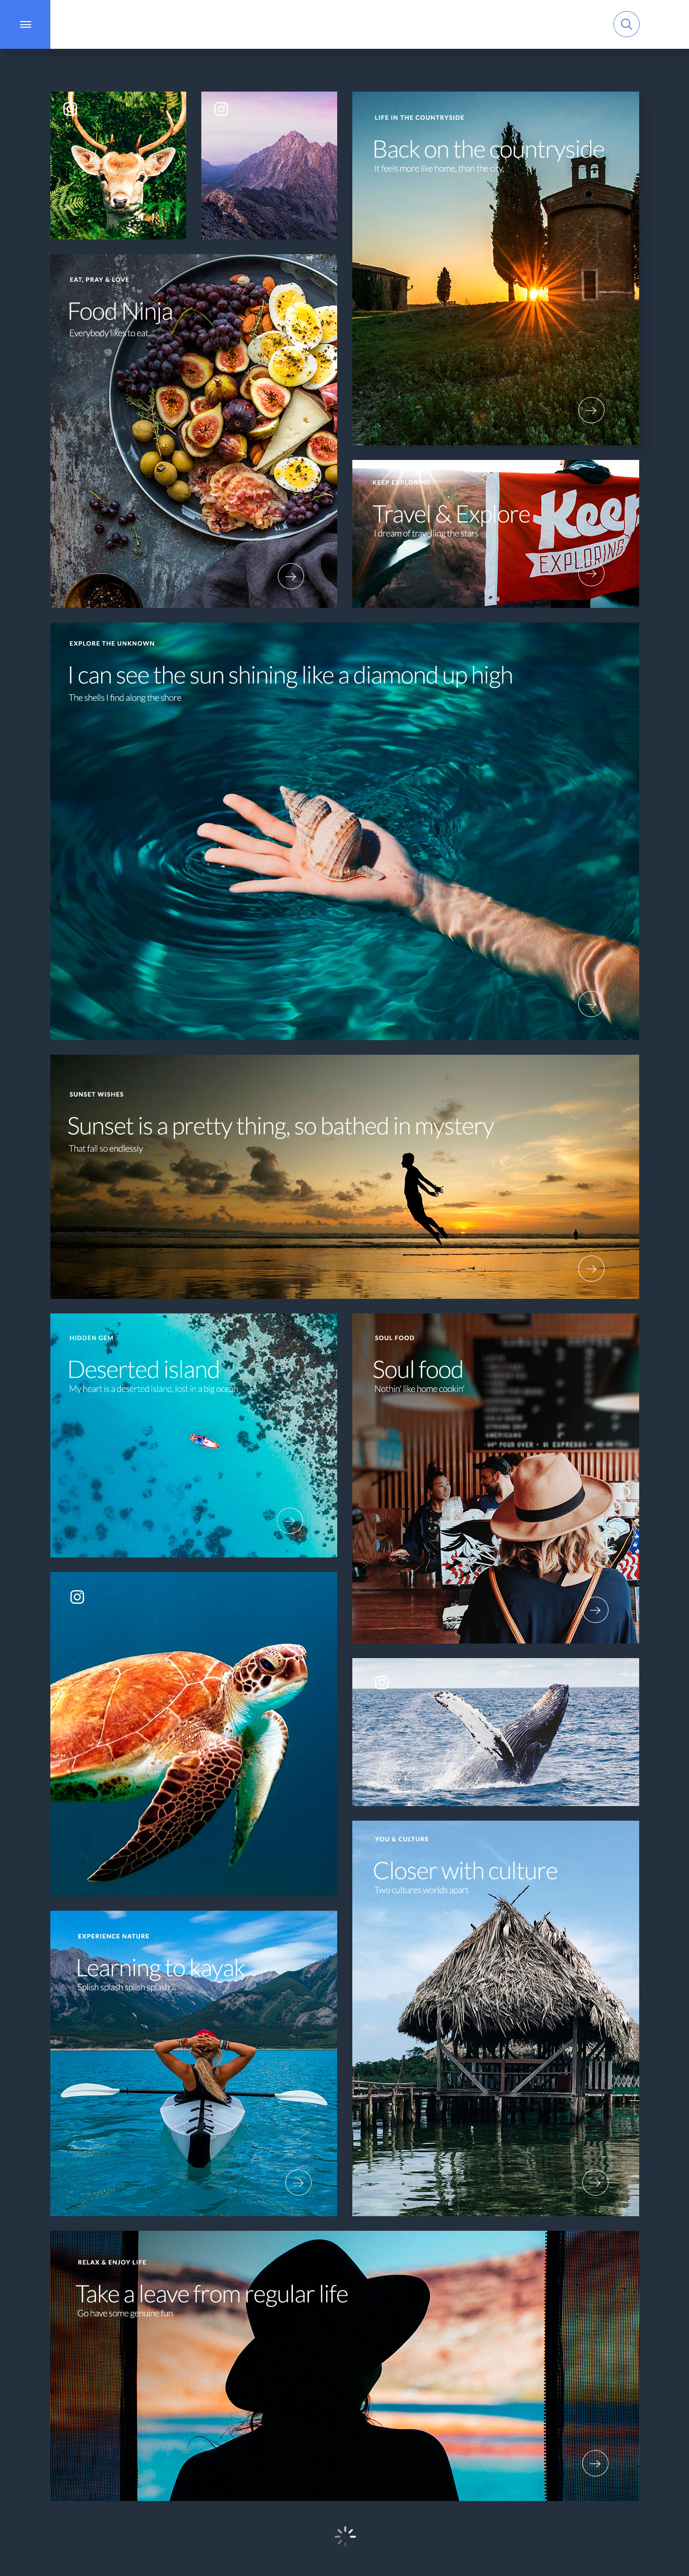 LIFE IN THE COUNTRYSIDE
Back on the countryside
It feels more like home, than the city.
EAT, PRAY & LOVE
Food Ninja
Everybody likes to eat...
KEEP EXPLORING
Travel & Explore
I dream of travelling the stars
Keep
EXPLORING
EXPLORE THE UNKNOWN
I can see the sun shining like a diamond up high
The shells I find along the shore
SUNSET WISHES
Sunset is a pretty thing, so bathed in mystery
That fall so endlessly
HIDDEN GEM
Deserted island
My heart is a deserted island, lost in a big ocean
SOUL FOOD
Soul food
Nothin' like home cookin'
YOU & CULTURE
Closer with culture
Two cultures worlds apart
EXPERIENCE NATURE
Learning to kayak
Splish splash splish splash...
RELAX & ENJOY LIFE
Take a leave from regular life
Go have some genuine fun